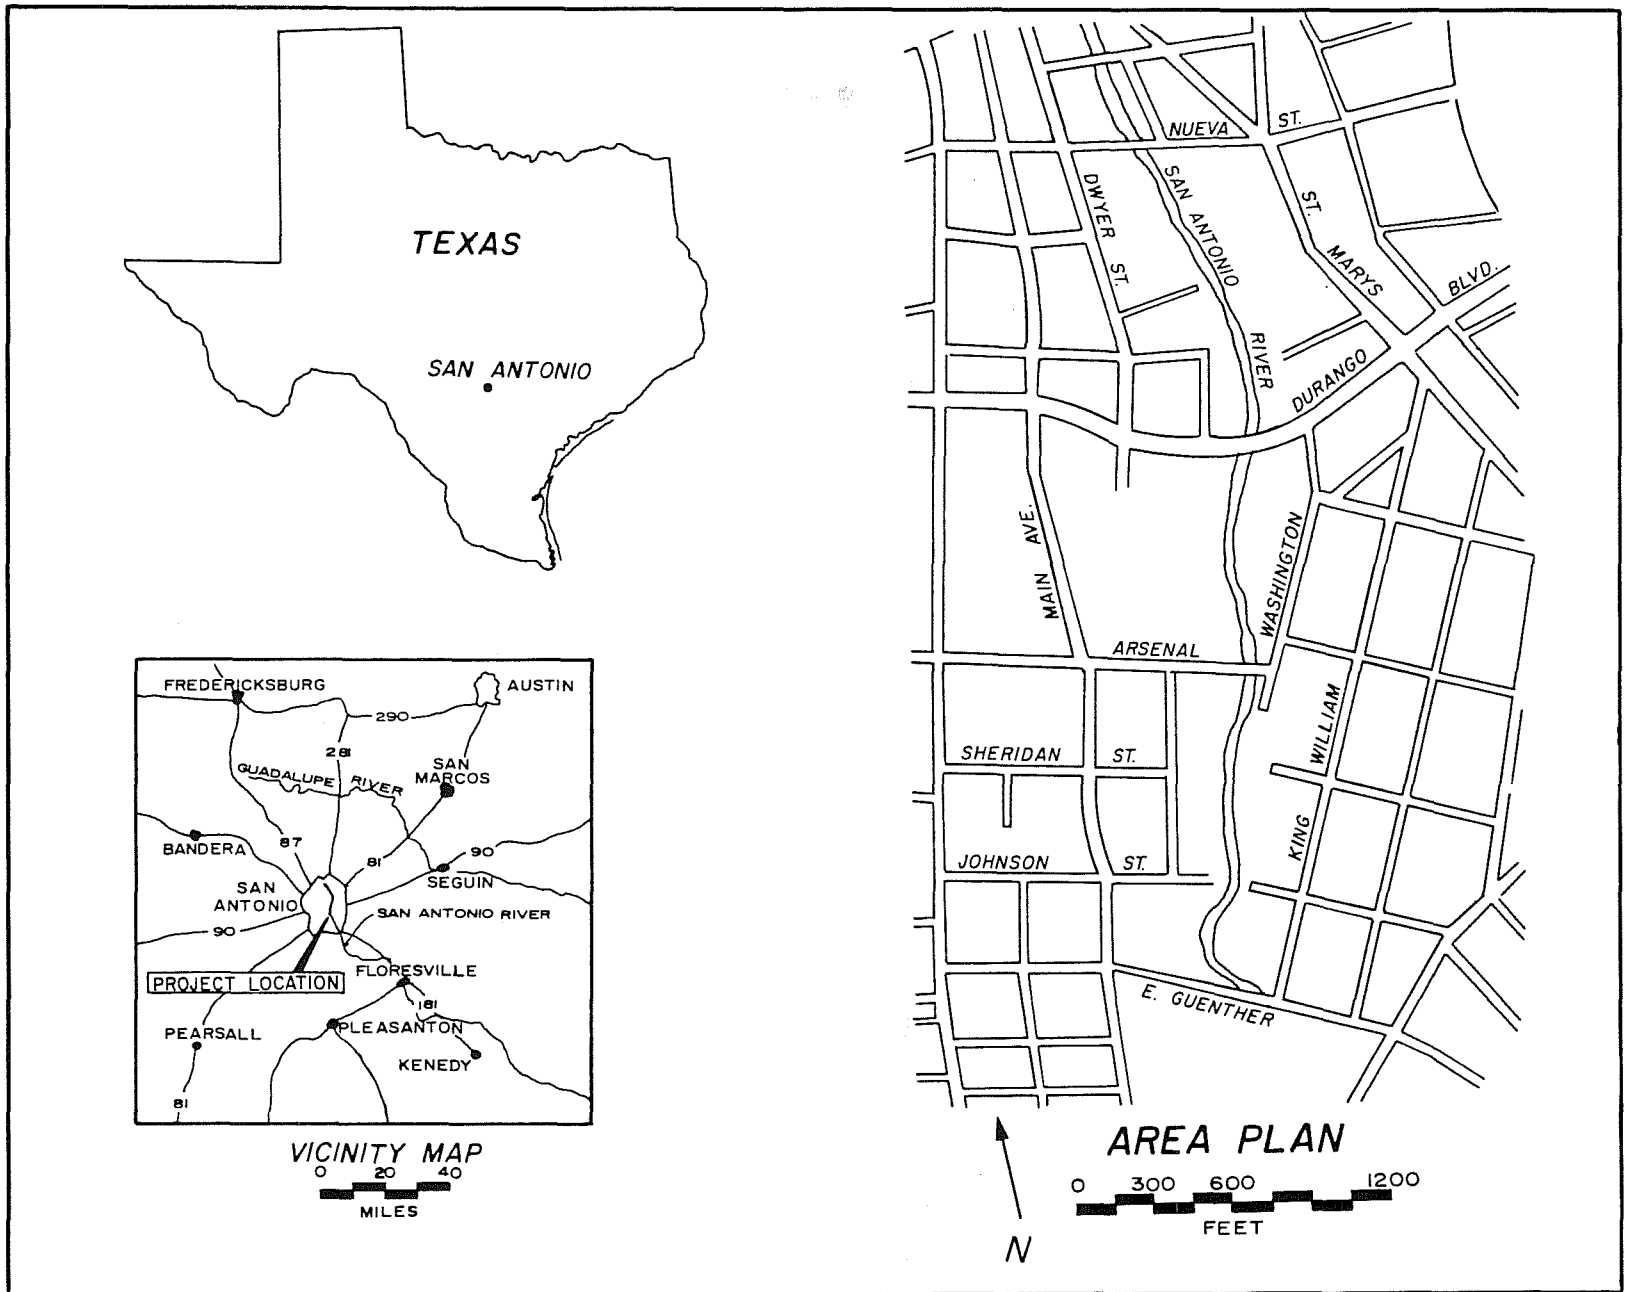 TEXAS
SAN ANTONIO
FREDERICKSBURG
AUSTIN
290
281
SAN
MARCOS
GUADALUPE RIVER
BANDERA
87
81
90
SEGUIN
SAN
ANTONIO
SAN ANTONIO RIVER
90
FLORESVILLE
PROJECT LOCATION
181
PEARSALL
PLEASANTON
KENEDY
81
VICINITY MAP
0 20 40
MILES
NUEVA ST.
DWYER ST.
SAN ANTONIO RIVER
ST. MARYS
DURANGO BLVD.
MAIN AVE.
WASHINGTON
ARSENAL
SHERIDAN ST.
KING WILLIAM
JOHNSON ST.
E. GUENTHER
N
AREA PLAN
0 300 600 1200
FEET